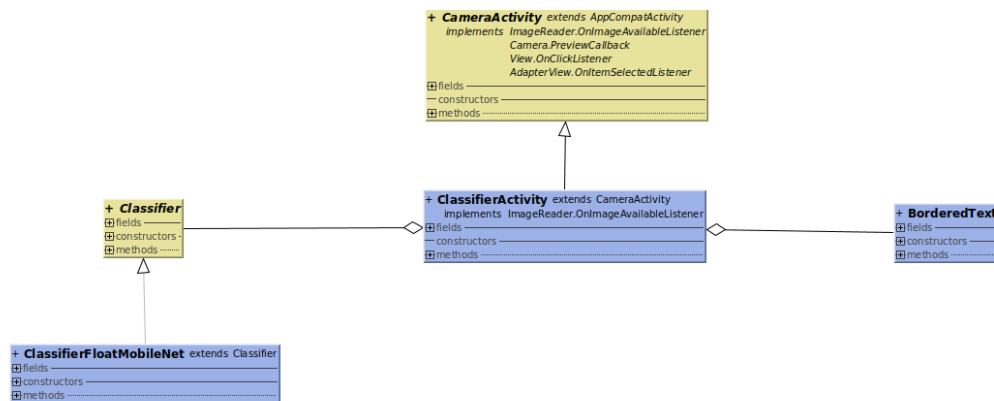 + CameraActivity extends AppCompatActivity
implements ImageReader.OnImageAvailableListener
Camera.PreviewCallback
View.OnClickListener
AdapterView.OnItemSelectedListener
fields
constructors
methods
+ Classifier
fields
constructors
methods
+ ClassifierActivity extends CameraActivity
implements ImageReader.OnImageAvailableListener
fields
constructors
methods
+ BorderedText
fields
constructors
methods
+ ClassifierFloatMobileNet extends Classifier
fields
constructors
methods